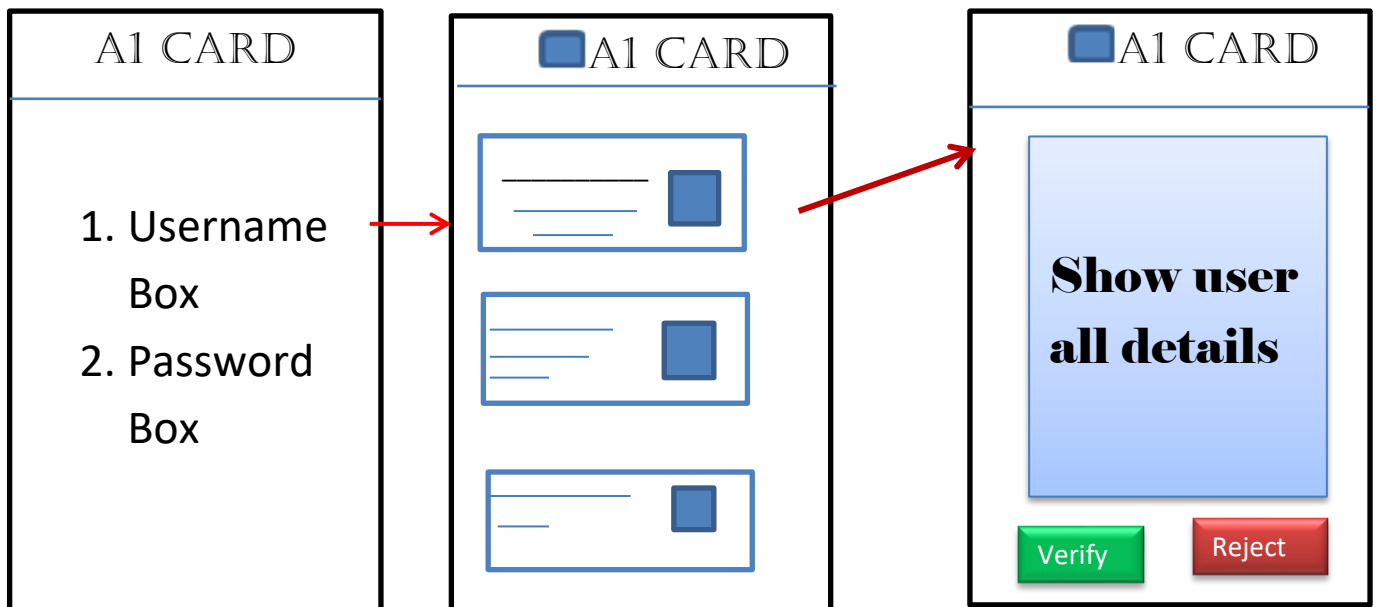 A1 CARD
1. Username
Box
2. Password
Box
A1 CARD
A1 CARD
Show user
all details
Verify
Reject